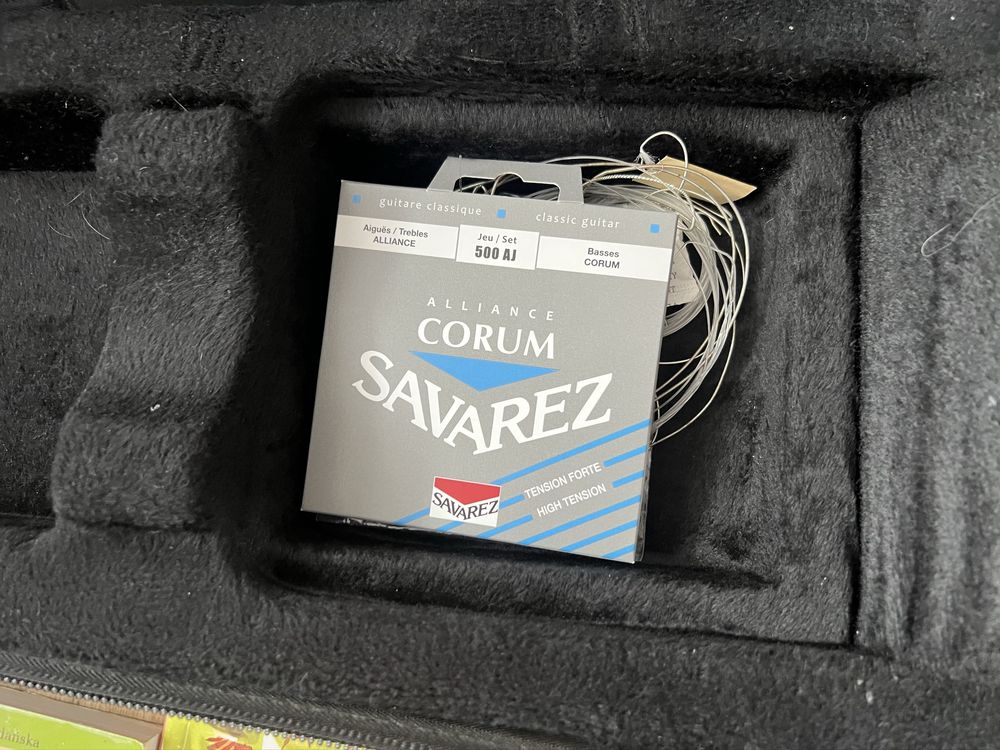 guitare classique
classic guitar
Aiguës / Trebles
ALLIANCE
Jeu / Set
500 AJ
Basses
CORUM
ALLIANCE
CORUM
SAVAREZ
TENSION FORTE
HIGH TENSION
SAVAREZ